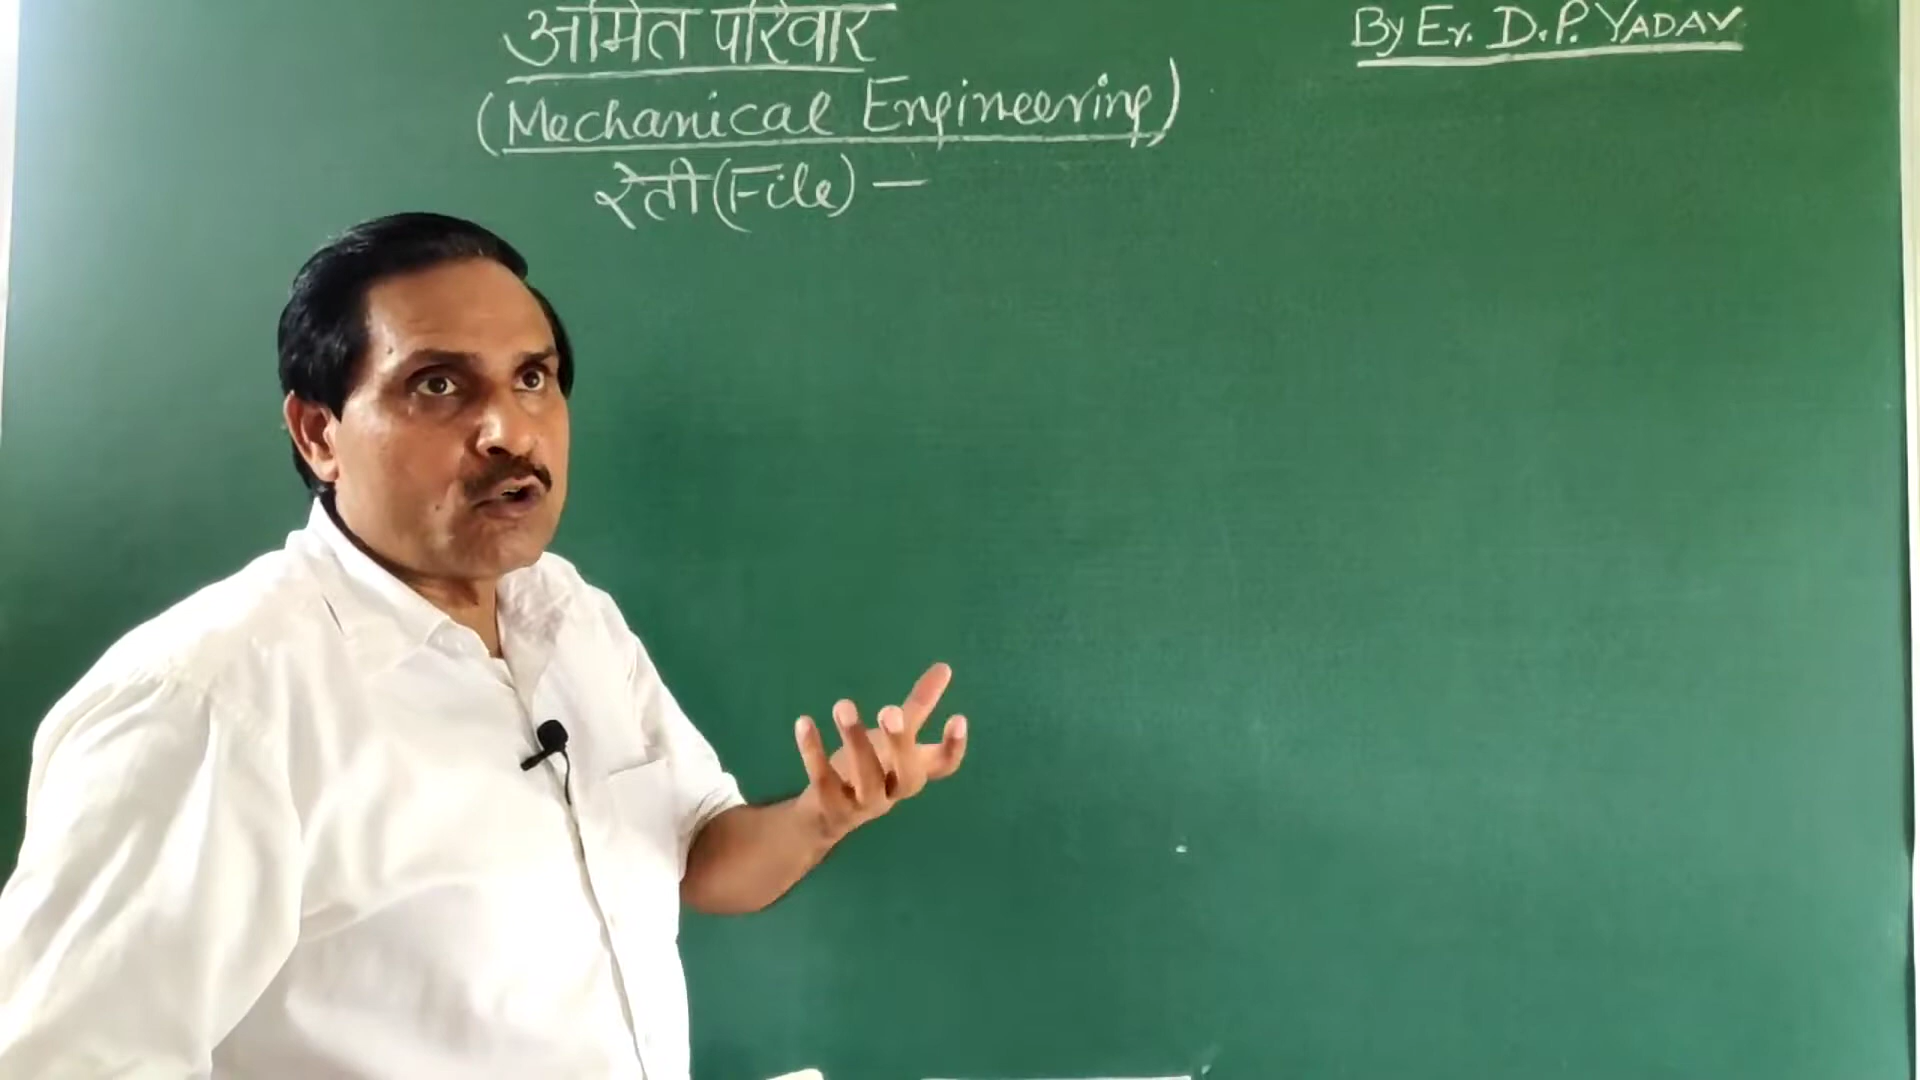 अमित परिवार
By Er. D.P. YADAV
(Mechanical Engineering)
रेती (File) –